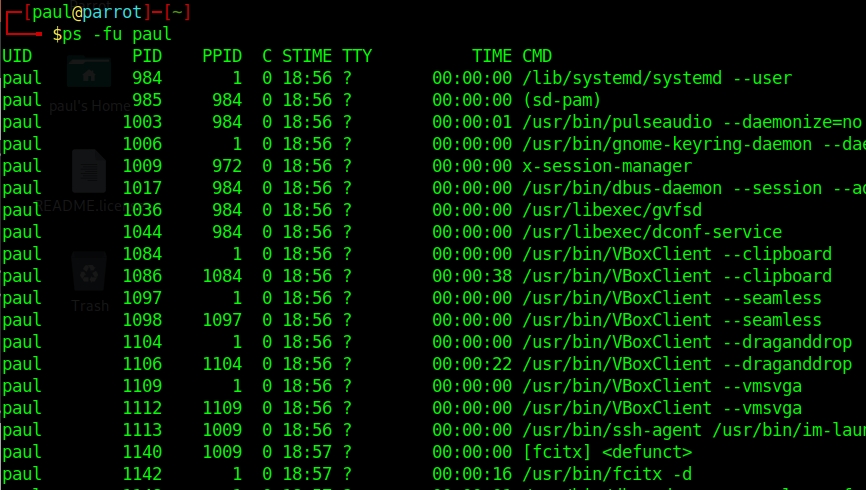 ┌─[paul@parrot]─[~]
└──╼ $ps -fu paul
UID          PID    PPID  C STIME TTY          TIME CMD
paul         984       1  0 18:56 ?        00:00:00 /lib/systemd/systemd --user
paul         985     984  0 18:56 ?        00:00:00 (sd-pam)
paul's Home
paul        1003     984  0 18:56 ?        00:00:01 /usr/bin/pulseaudio --daemonize=no
paul        1006       1  0 18:56 ?        00:00:00 /usr/bin/gnome-keyring-daemon --dae
paul        1009     972  0 18:56 ?        00:00:00 x-session-manager
paul        1017     984  0 18:56 ?        00:00:00 /usr/bin/dbus-daemon --session --ad
paul        1036     984  0 18:56 ?        00:00:00 /usr/libexec/gvfsd
README.lice
paul        1044     984  0 18:56 ?        00:00:00 /usr/libexec/dconf-service
paul        1084       1  0 18:56 ?        00:00:00 /usr/bin/VBoxClient --clipboard
paul        1086    1084  0 18:56 ?        00:00:38 /usr/bin/VBoxClient --clipboard
paul        1097       1  0 18:56 ?        00:00:00 /usr/bin/VBoxClient --seamless
Trash
paul        1098    1097  0 18:56 ?        00:00:00 /usr/bin/VBoxClient --seamless
paul        1104       1  0 18:56 ?        00:00:00 /usr/bin/VBoxClient --draganddrop
paul        1106    1104  0 18:56 ?        00:00:22 /usr/bin/VBoxClient --draganddrop
paul        1109       1  0 18:56 ?        00:00:00 /usr/bin/VBoxClient --vmsvga
paul        1112    1109  0 18:56 ?        00:00:00 /usr/bin/VBoxClient --vmsvga
paul        1113    1009  0 18:56 ?        00:00:00 /usr/bin/ssh-agent /usr/bin/im-lau
paul        1140    1009  0 18:57 ?        00:00:00 [fcitx] <defunct>
paul        1142       1  0 18:57 ?        00:00:16 /usr/bin/fcitx -d